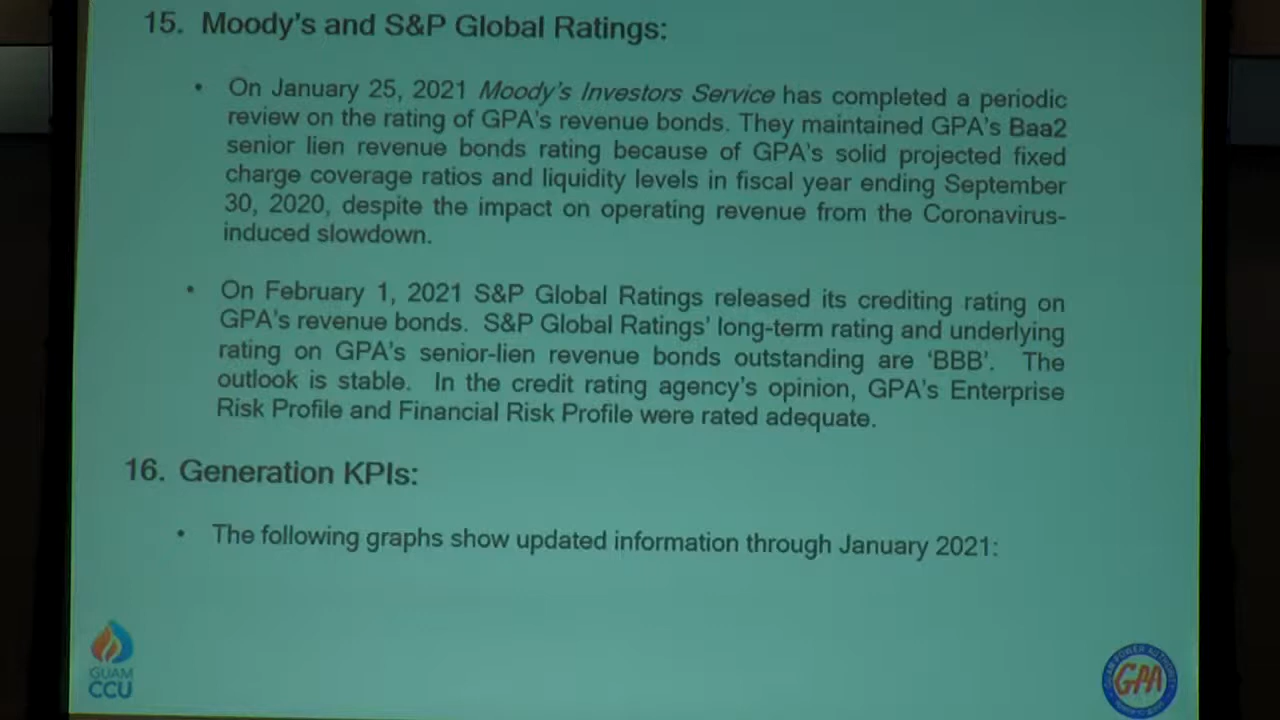 15. Moody's and S&P Global Ratings:
• On January 25, 2021 Moody's Investors Service has completed a periodic
review on the rating of GPA's revenue bonds. They maintained GPA's Baa2
senior lien revenue bonds rating because of GPA's solid projected fixed
charge coverage ratios and liquidity levels in fiscal year ending September
30, 2020, despite the impact on operating revenue from the Coronavirus-
induced slowdown.
• On February 1, 2021 S&P Global Ratings released its crediting rating on
GPA's revenue bonds. S&P Global Ratings' long-term rating and underlying
rating on GPA's senior-lien revenue bonds outstanding are 'BBB'. The
outlook is stable. In the credit rating agency's opinion, GPA's Enterprise
Risk Profile and Financial Risk Profile were rated adequate.
16. Generation KPIs:
• The following graphs show updated information through January 2021:
GUAM
CCU
GUAM POWER AUTHORITY
GPA